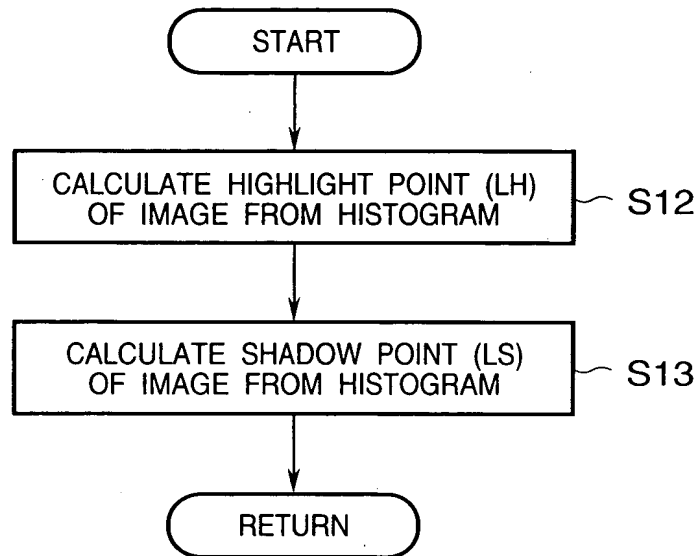 START
CALCULATE HIGHLIGHT POINT (LH)
OF IMAGE FROM HISTOGRAM
S12
CALCULATE SHADOW POINT (LS)
OF IMAGE FROM HISTOGRAM
S13
RETURN